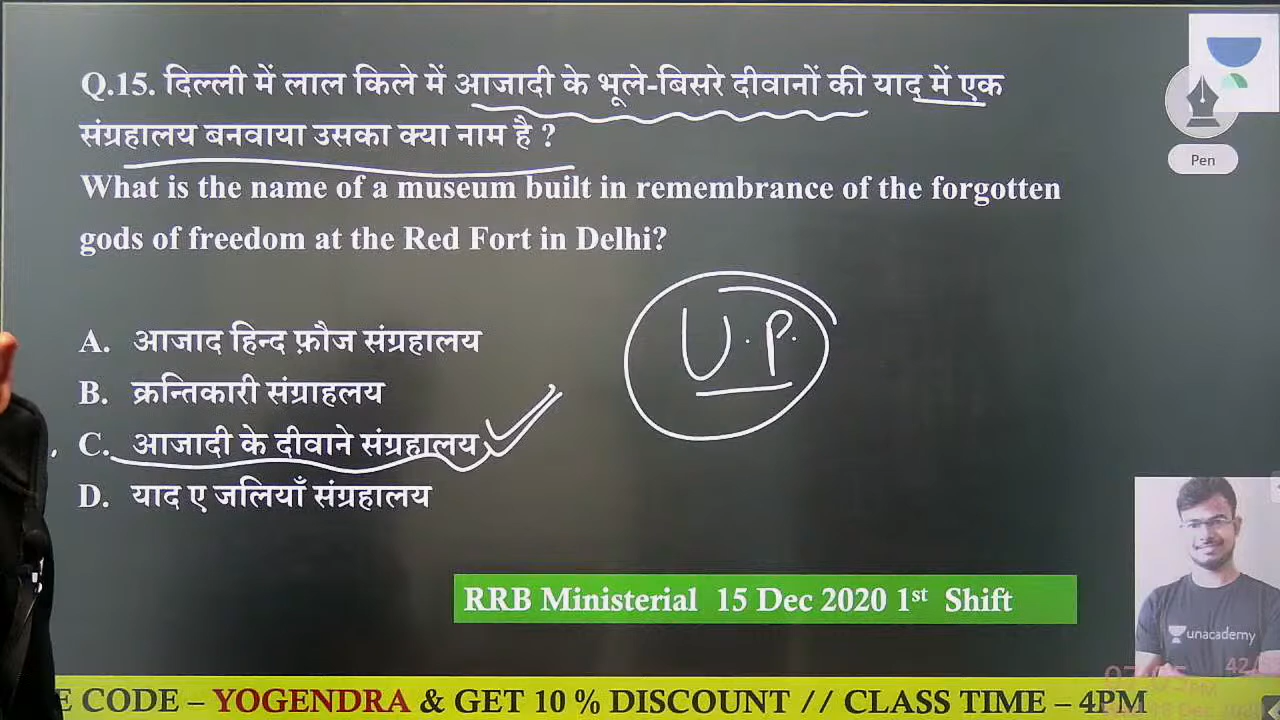 Q.15. दिल्ली में लाल किले में आजादी के भूले-बिसरे दीवानों की याद में एक
संग्रहालय बनवाया उसका क्या नाम है ?
What is the name of a museum built in remembrance of the forgotten
gods of freedom at the Red Fort in Delhi?
Pen
A. आजाद हिन्द फ़ौज संग्रहालय
B. क्रन्तिकारी संग्राहलय
C. आजादी के दीवाने संग्रहालय
D. याद ए जलियाँ संग्रहालय
U.P.
RRB Ministerial 15 Dec 2020 1st Shift
unacademy
E CODE – YOGENDRA & GET 10 % DISCOUNT // CLASS TIME – 4PM